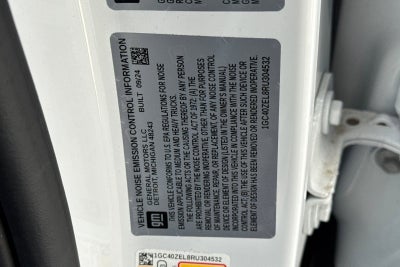 VEHICLE NOISE EMISSION CONTROL INFORMATION
GENERAL MOTORS LLC BUILT 09/24
DETROIT, MICHIGAN 48243
THIS VEHICLE CONFORMS TO U.S. EPA REGULATIONS FOR NOISE
EMISSION APPLICABLE TO MEDIUM AND HEAVY TRUCKS.
THE FOLLOWING ACTS OR THE CAUSING THEREOF BY ANY PERSON
ARE PROHIBITED BY THE NOISE CONTROL ACT OF 1972: (A) THE
REMOVAL OR RENDERING INOPERATIVE, OTHER THAN FOR PURPOSES
OF MAINTENANCE, REPAIR, OR REPLACEMENT, OF ANY NOISE CONTROL
DEVICE OR ELEMENT OF DESIGN (LISTED IN THE OWNER'S MANUAL)
INCORPORATED INTO THIS VEHICLE IN COMPLIANCE WITH THE NOISE
CONTROL ACT; (B) THE USE OF THIS VEHICLE AFTER SUCH DEVICE OR
ELEMENT OF DESIGN HAS BEEN REMOVED OR RENDERED INOPERATIVE.
1GC4OZEL8RU304532
gm
1GC4OZEL8RU304532